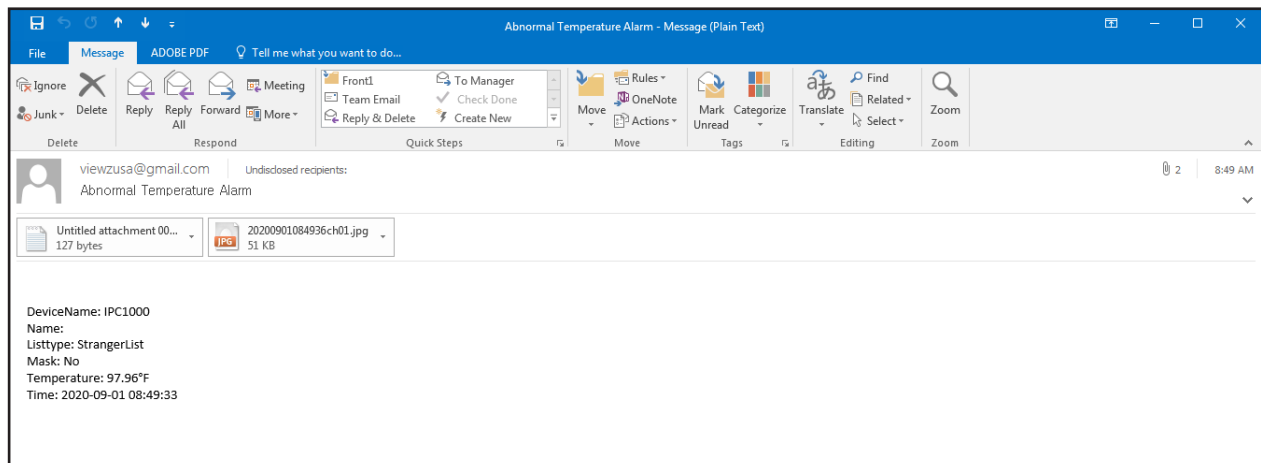 Abnormal Temperature Alarm - Message (Plain Text)
File Message ADOBE PDF Tell me what you want to do...
Ignore
Junk
Delete
Reply
Reply All
Forward
Meeting
More
Delete
Respond
Front1
Team Email
Reply & Delete
To Manager
Check Done
Create New
Quick Steps
Move
Rules
OneNote
Actions
Move
Mark Unread
Categorize
Tags
Translate
Find
Related
Select
Editing
Zoom
Zoom
viewzusa@gmail.com Undisclosed recipients: 2 8:49 AM
Abnormal Temperature Alarm
Untitled attachment 00...
127 bytes
JPG
20200901084936ch01.jpg
51 KB
DeviceName: IPC1000
Name:
Listtype: StrangerList
Mask: No
Temperature: 97.96°F
Time: 2020-09-01 08:49:33